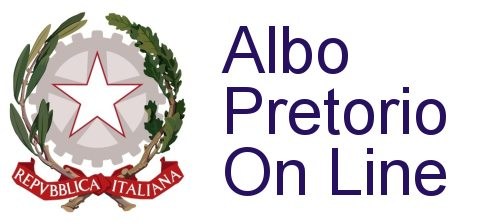 Albo
Pretorio
On Line
REPVBBLICA ITALIANA